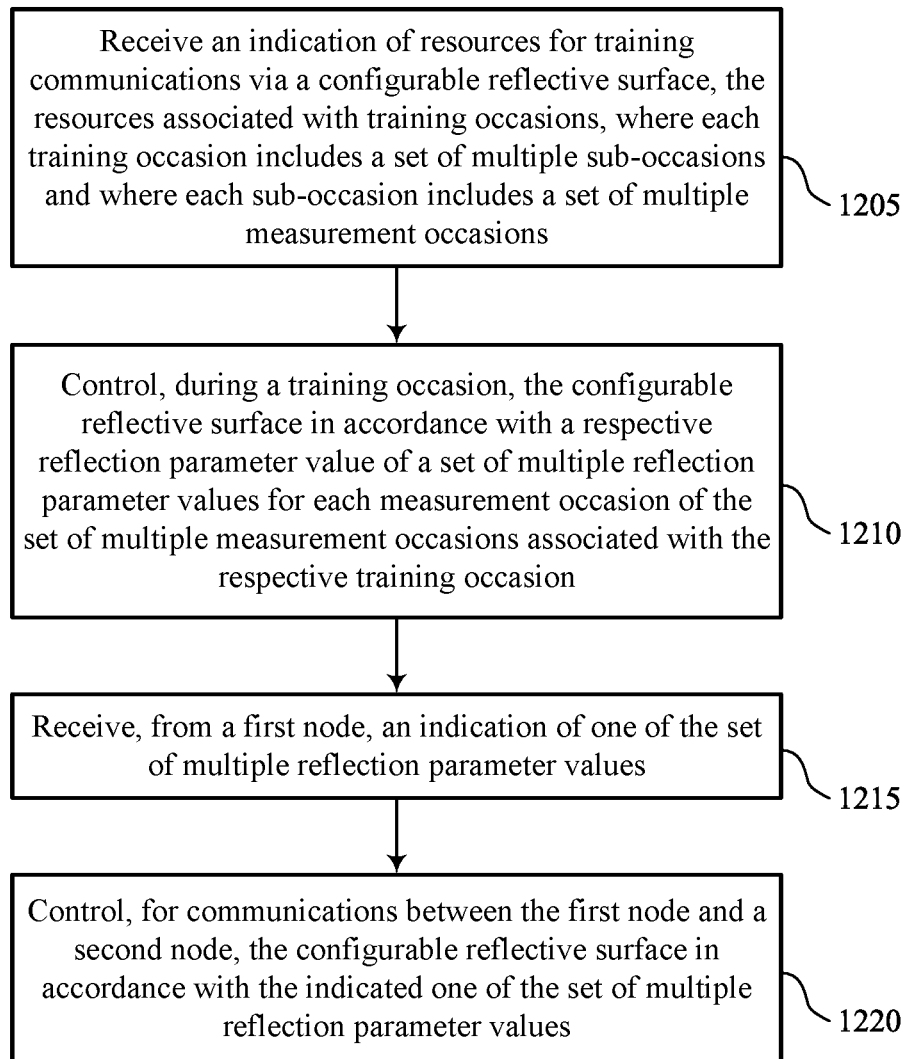 Receive an indication of resources for training
communications via a configurable reflective surface, the
resources associated with training occasions, where each
training occasion includes a set of multiple sub-occasions
and where each sub-occasion includes a set of multiple
measurement occasions
1205
Control, during a training occasion, the configurable
reflective surface in accordance with a respective
reflection parameter value of a set of multiple reflection
parameter values for each measurement occasion of the
set of multiple measurement occasions associated with the
respective training occasion
1210
Receive, from a first node, an indication of one of the set
of multiple reflection parameter values
1215
Control, for communications between the first node and a
second node, the configurable reflective surface in
accordance with the indicated one of the set of multiple
reflection parameter values
1220